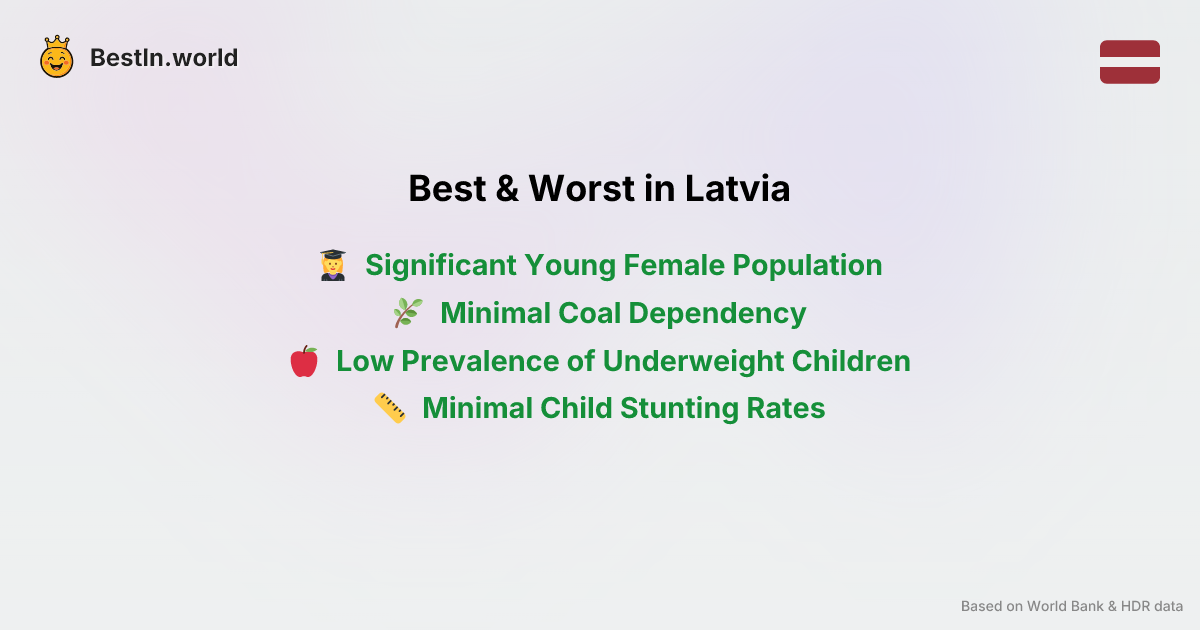 BestIn.world
Best & Worst in Latvia
Significant Young Female Population
Minimal Coal Dependency
Low Prevalence of Underweight Children
Minimal Child Stunting Rates
Based on World Bank & HDR data